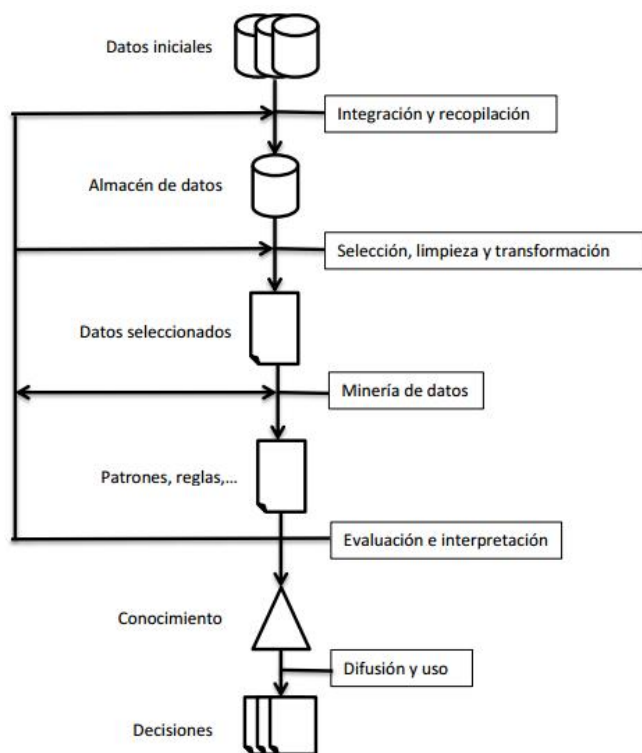 Datos iniciales
Integración y recopilación
Almacén de datos
Selección, limpieza y transformación
Datos seleccionados
Minería de datos
Patrones, reglas,...
Evaluación e interpretación
Conocimiento
Difusión y uso
Decisiones